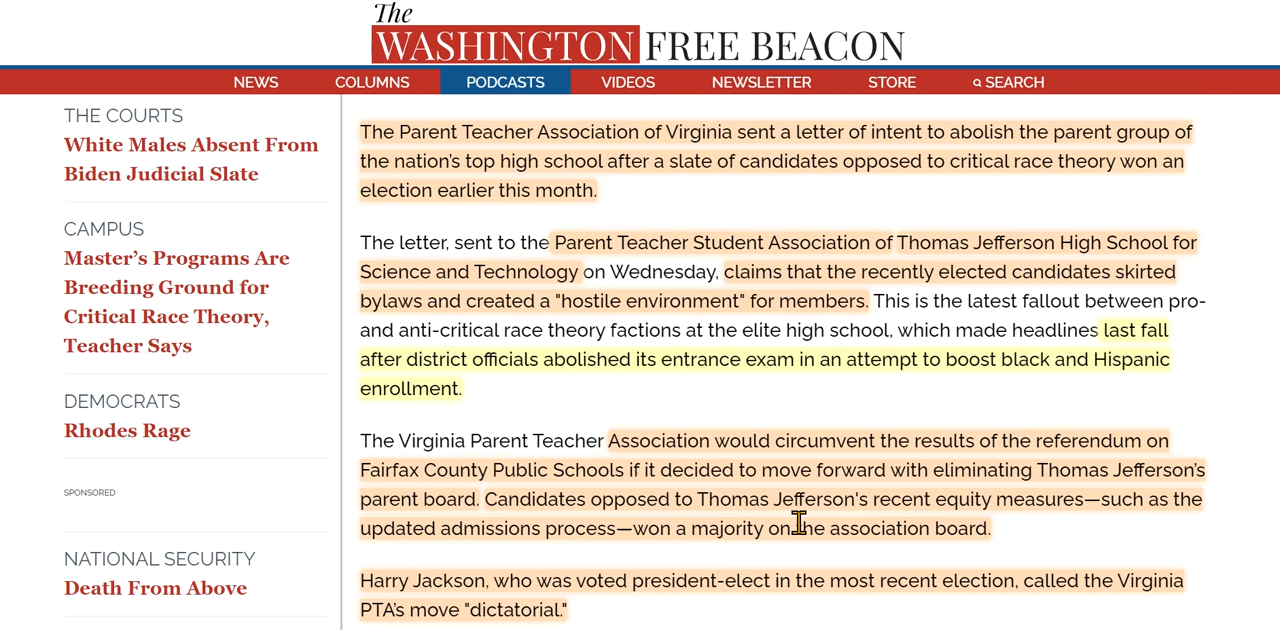 The
WASHINGTON FREE BEACON
NEWS COLUMNS PODCASTS VIDEOS NEWSLETTER STORE SEARCH
THE COURTS
White Males Absent From
Biden Judicial Slate
CAMPUS
Master’s Programs Are
Breeding Ground for
Critical Race Theory,
Teacher Says
DEMOCRATS
Rhodes Rage
SPONSORED
NATIONAL SECURITY
Death From Above
The Parent Teacher Association of Virginia sent a letter of intent to abolish the parent group of
the nation’s top high school after a slate of candidates opposed to critical race theory won an
election earlier this month.
The letter, sent to the Parent Teacher Student Association of Thomas Jefferson High School for
Science and Technology on Wednesday, claims that the recently elected candidates skirted
bylaws and created a "hostile environment" for members. This is the latest fallout between pro-
and anti-critical race theory factions at the elite high school, which made headlines last fall
after district officials abolished its entrance exam in an attempt to boost black and Hispanic
enrollment.
The Virginia Parent Teacher Association would circumvent the results of the referendum on
Fairfax County Public Schools if it decided to move forward with eliminating Thomas Jefferson’s
parent board. Candidates opposed to Thomas Jefferson's recent equity measures—such as the
updated admissions process—won a majority on the association board.
Harry Jackson, who was voted president-elect in the most recent election, called the Virginia
PTA’s move "dictatorial."